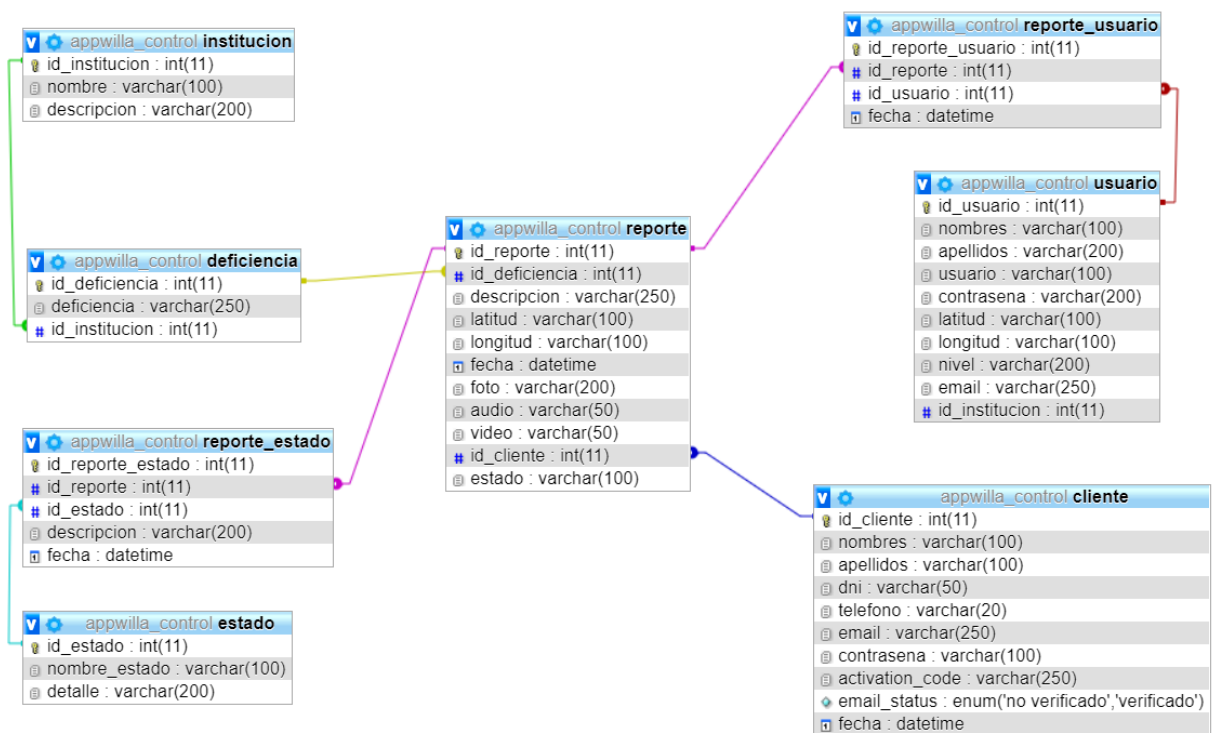 appwilla_control institucion
id_institucion : int(11)
nombre : varchar(100)
descripcion : varchar(200)
appwilla_control deficiencia
id_deficiencia : int(11)
deficiencia : varchar(250)
id_institucion : int(11)
appwilla_control reporte_estado
id_reporte_estado : int(11)
id_reporte : int(11)
id_estado : int(11)
descripcion : varchar(200)
fecha : datetime
appwilla_control estado
id_estado : int(11)
nombre_estado : varchar(100)
detalle : varchar(200)
appwilla_control reporte
id_reporte : int(11)
id_deficiencia : int(11)
descripcion : varchar(250)
latitud : varchar(100)
longitud : varchar(100)
fecha : datetime
foto : varchar(200)
audio : varchar(50)
video : varchar(50)
id_cliente : int(11)
estado : varchar(100)
appwilla_control reporte_usuario
id_reporte_usuario : int(11)
id_reporte : int(11)
id_usuario : int(11)
fecha : datetime
appwilla_control usuario
id_usuario : int(11)
nombres : varchar(100)
apellidos : varchar(200)
usuario : varchar(100)
contrasena : varchar(200)
latitud : varchar(100)
longitud : varchar(100)
nivel : varchar(200)
email : varchar(250)
id_institucion : int(11)
appwilla_control cliente
id_cliente : int(11)
nombres : varchar(100)
apellidos : varchar(100)
dni : varchar(50)
telefono : varchar(20)
email : varchar(250)
contrasena : varchar(100)
activation_code : varchar(250)
email_status : enum('no verificado','verificado')
fecha : datetime